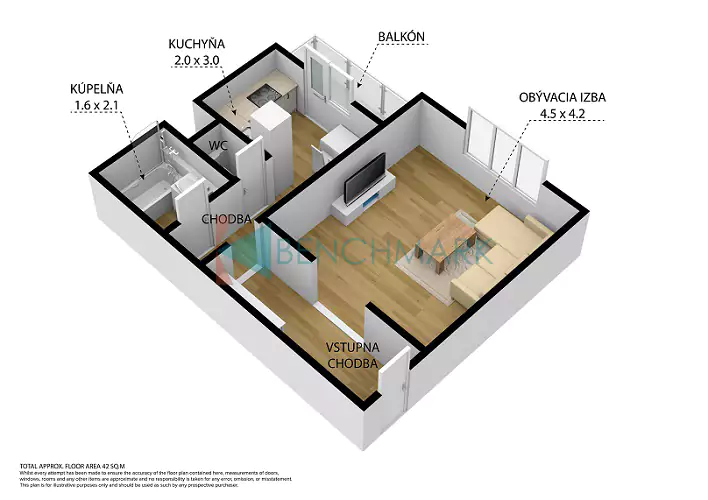 BALKÓN
KUCHYŇA
2.0 x 3.0
KÚPELŇA
1.6 x 2.1
OBÝVACIA IZBA
4.5 x 4.2
WC
CHODBA
BENCHMARK
VSTUPNA
CHODBA
TOTAL APPROX. FLOOR AREA 42 SQ.M
Whilst every attempt has been made to ensure the accuracy of the floor plan contained here, measurements of doors,
windows, rooms and any other items are approximate and no responsibility is taken for any error, omission, or misstatement.
This plan is for illustrative purposes only and should be used as such by any prospective purchaser.